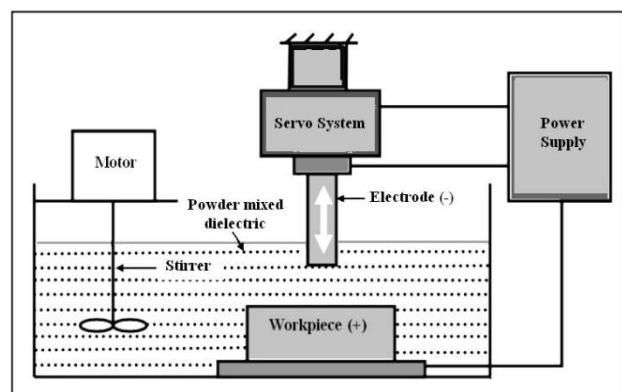 Servo System
Power
Supply
Motor
Electrode (-)
Powder mixed
dielectric
Stirrer
Workpiece (+)